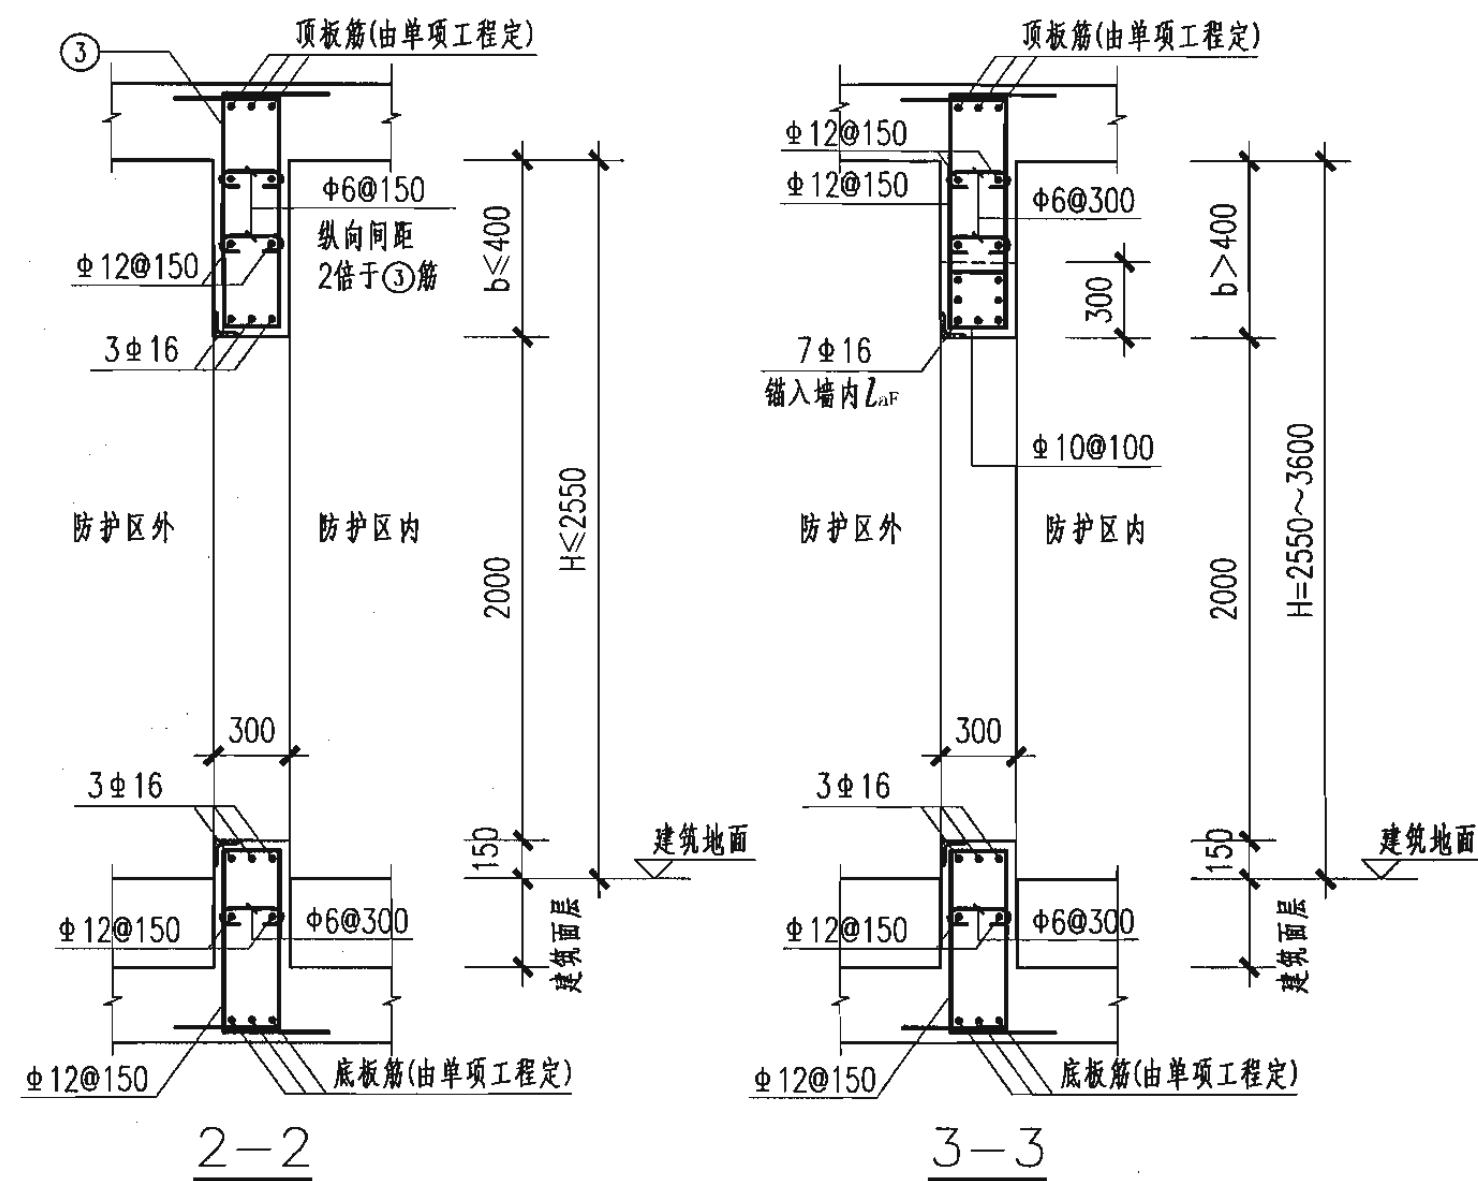 ③
顶板筋(由单项工程定)
Φ6@150
纵向间距
2倍于③筋
Φ12@150
3Φ16
b≤400
H≤2550
2000
防护区外
防护区内
300
3Φ16
150
建筑地面
Φ12@150
Φ6@300
建筑面层
Φ12@150
底板筋(由单项工程定)
2-2
顶板筋(由单项工程定)
Φ12@150
Φ12@150
Φ6@300
b>400
300
7Φ16
锚入墙内laF
Φ10@100
H=2550~3600
2000
防护区外
防护区内
300
3Φ16
150
建筑地面
Φ12@150
Φ6@300
建筑面层
Φ12@150
底板筋(由单项工程定)
3-3